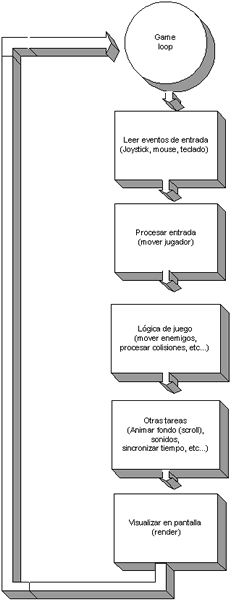 Game
loop
Leer eventos de entrada
(Joystick, mouse, teclado)
Procesar entrada
(mover jugador)
Lógica de juego
(mover enemigos,
procesar colisiones, etc...)
Otras tareas
(Animar fondo (scroll),
sonidos,
sincronizar tiempo, etc...)
Visualizar en pantalla
(render)